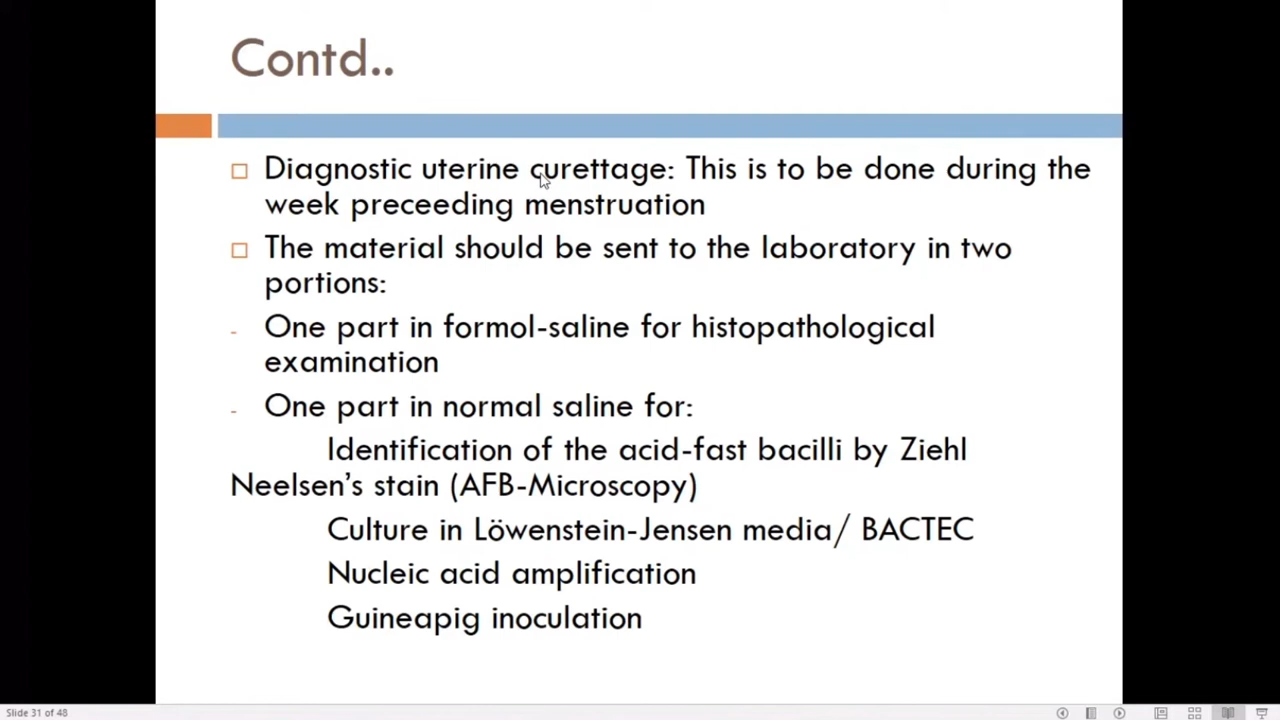 Contd..
Diagnostic uterine curettage: This is to be done during the
week preceeding menstruation
The material should be sent to the laboratory in two
portions:
- One part in formol-saline for histopathological
examination
- One part in normal saline for:
Identification of the acid-fast bacilli by Ziehl
Neelsen’s stain (AFB-Microscopy)
Culture in Löwenstein-Jensen media/ BACTEC
Nucleic acid amplification
Guineapig inoculation
Slide 31 of 48